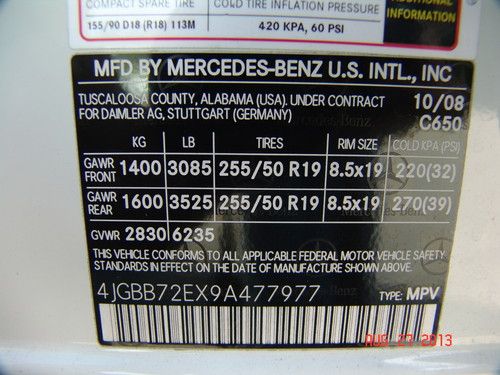 COMPACT SPARE TIRE COLD TIRE INFLATION PRESSURE ADDITIONAL
155/90 D18 (R18) 113M 420 KPA, 60 PSI INFORMATION
MFD BY MERCEDES-BENZ U.S. INTL., INC
TUSCALOOSA COUNTY, ALABAMA (USA). UNDER CONTRACT 10/08
FOR DAIMLER AG, STUTTGART (GERMANY) C650
KG LB TIRES RIM SIZE COLD KPA (PSI)
GAWR FRONT 1400 3085 255/50 R19 8.5x19 220(32)
GAWR REAR 1600 3525 255/50 R19 8.5x19 270(39)
GVWR 2830 6235
THIS VEHICLE CONFORMS TO ALL APPLICABLE FEDERAL MOTOR VEHICLE
SAFETY STANDARDS IN EFFECT ON THE DATE OF MANUFACTURE SHOWN ABOVE.
4JGBB72EX9A477977 TYPE: MPV
AUG 27 2013